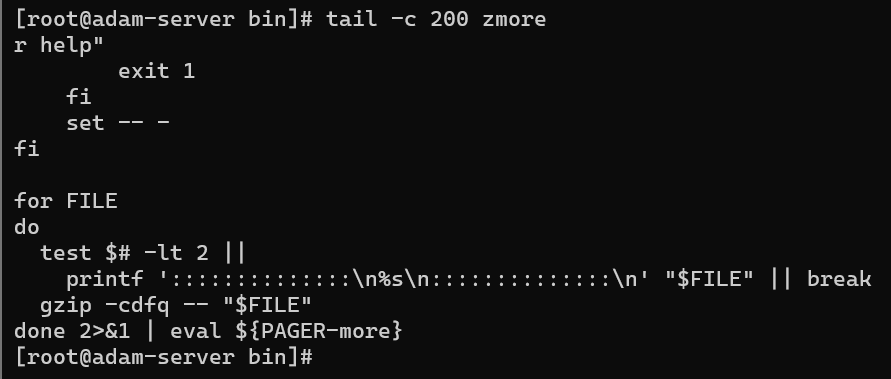 [root@adam-server bin]# tail -c 200 zmore
r help"
        exit 1
    fi
    set -- -
fi

for FILE
do
  test $# -lt 2 ||
    printf '::::::::::::::\n%s\n::::::::::::::\n' "$FILE" || break
  gzip -cdfq -- "$FILE"
done 2>&1 | eval ${PAGER-more}
[root@adam-server bin]#